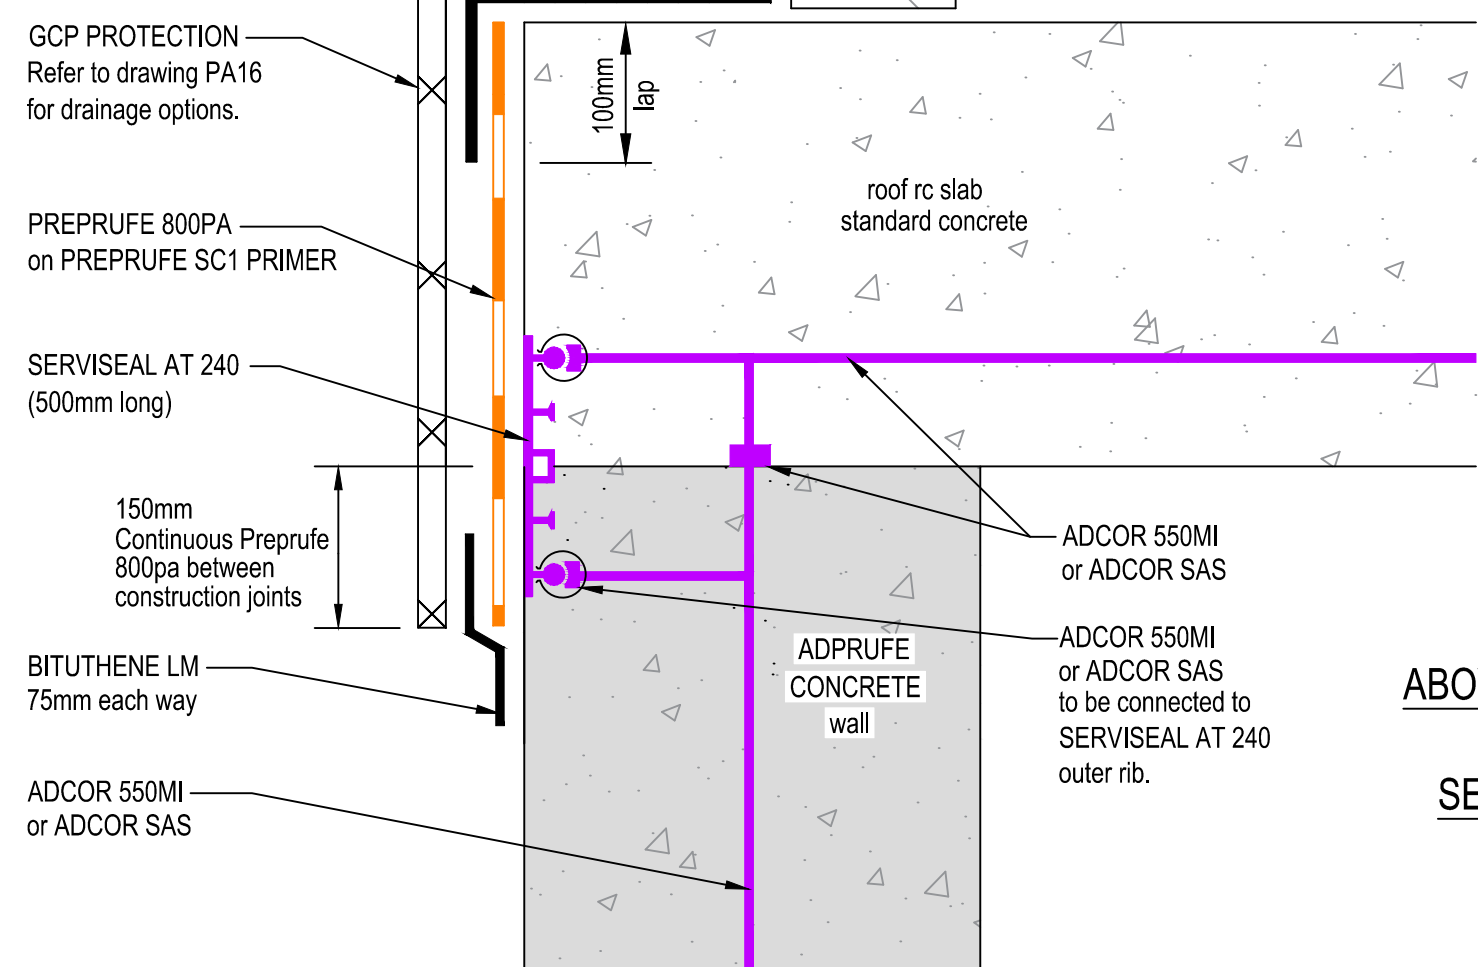 GCP PROTECTION
Refer to drawing PA16
for drainage options.
PREPRUFE 800PA
on PREPRUFE SC1 PRIMER
SERVISEAL AT 240
(500mm long)
150mm
Continuous Preprufe
800pa between
construction joints
BITUTHENE LM
75mm each way
ADCOR 550MI
or ADCOR SAS
100mm
lap
roof rc slab
standard concrete
ADCOR 550MI
or ADCOR SAS
ADCOR 550MI
or ADCOR SAS
to be connected to
SERVISEAL AT 240
outer rib.
ADPRUFE
CONCRETE
wall
ABO
SE